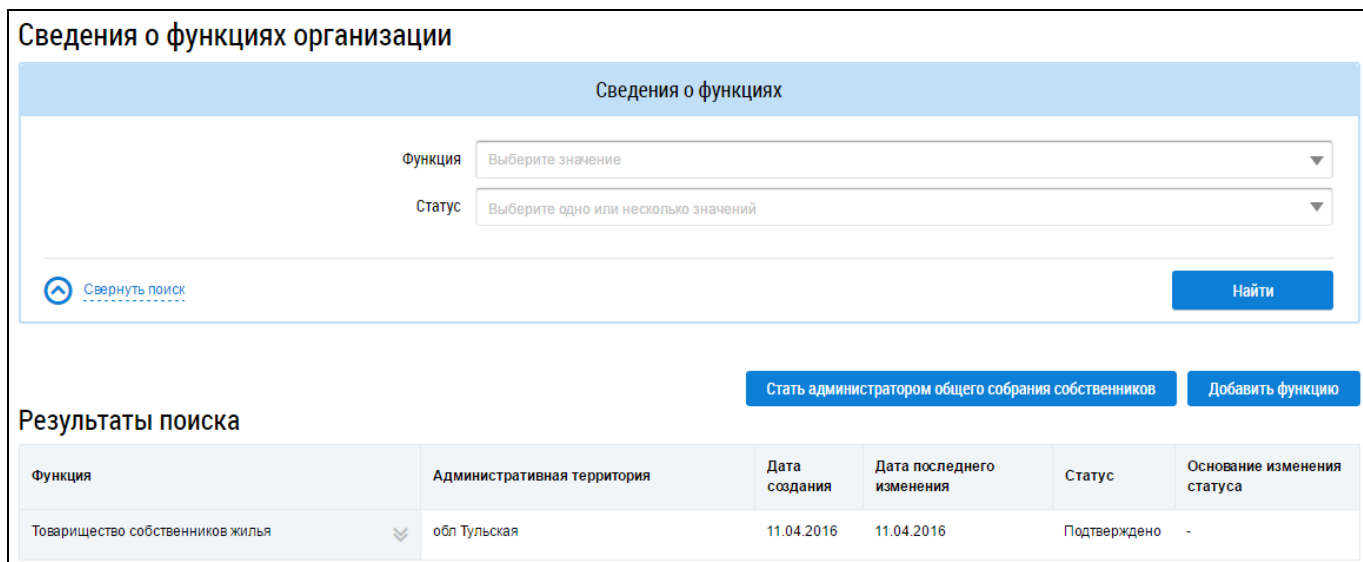 Сведения о функциях организации
Сведения о функциях
Функция Выберите значение
Статус Выберите одно или несколько значений
Свернуть поиск Найти
Стать администратором общего собрания собственников Добавить функцию
Результаты поиска
Функция Административная территория Дата создания Дата последнего изменения Статус Основание изменения статуса
Товарищество собственников жилья обл Тульская 11.04.2016 11.04.2016 Подтверждено -